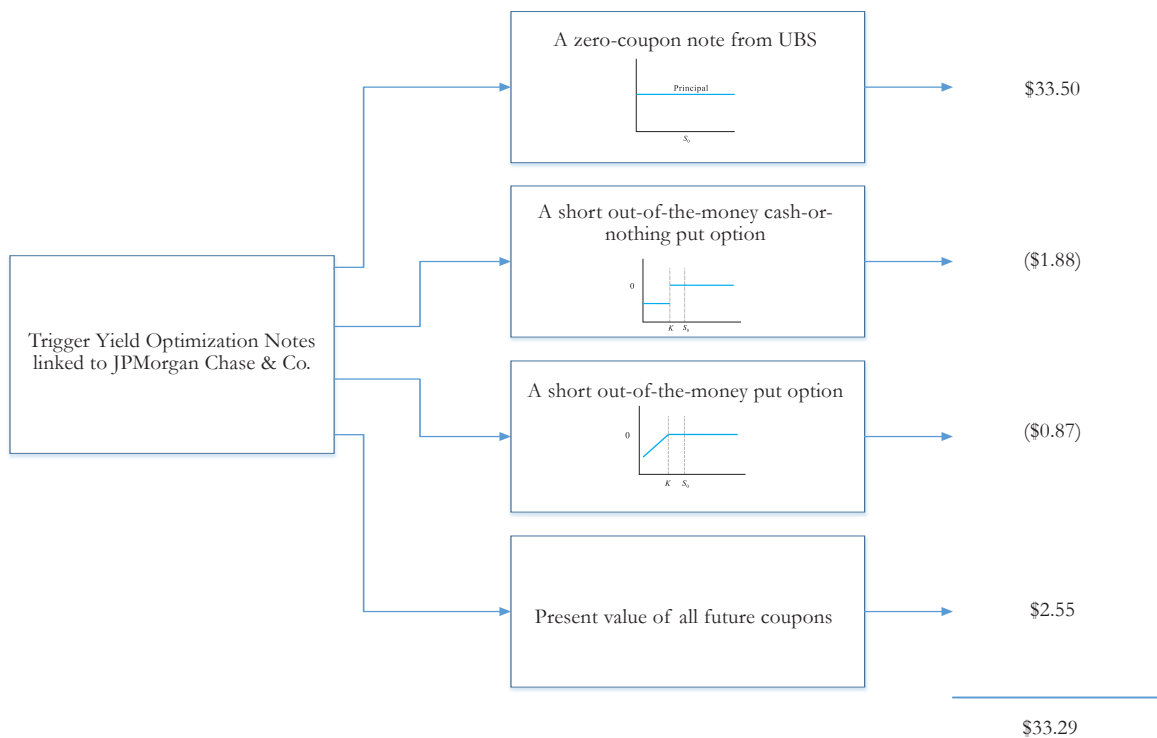 A zero-coupon note from UBS
Principal
S₀
$33.50
A short out-of-the-money cash-or-
nothing put option
0
K S₀
($1.88)
Trigger Yield Optimization Notes
linked to JPMorgan Chase & Co.
A short out-of-the-money put option
0
K S₀
($0.87)
Present value of all future coupons
$2.55
$33.29